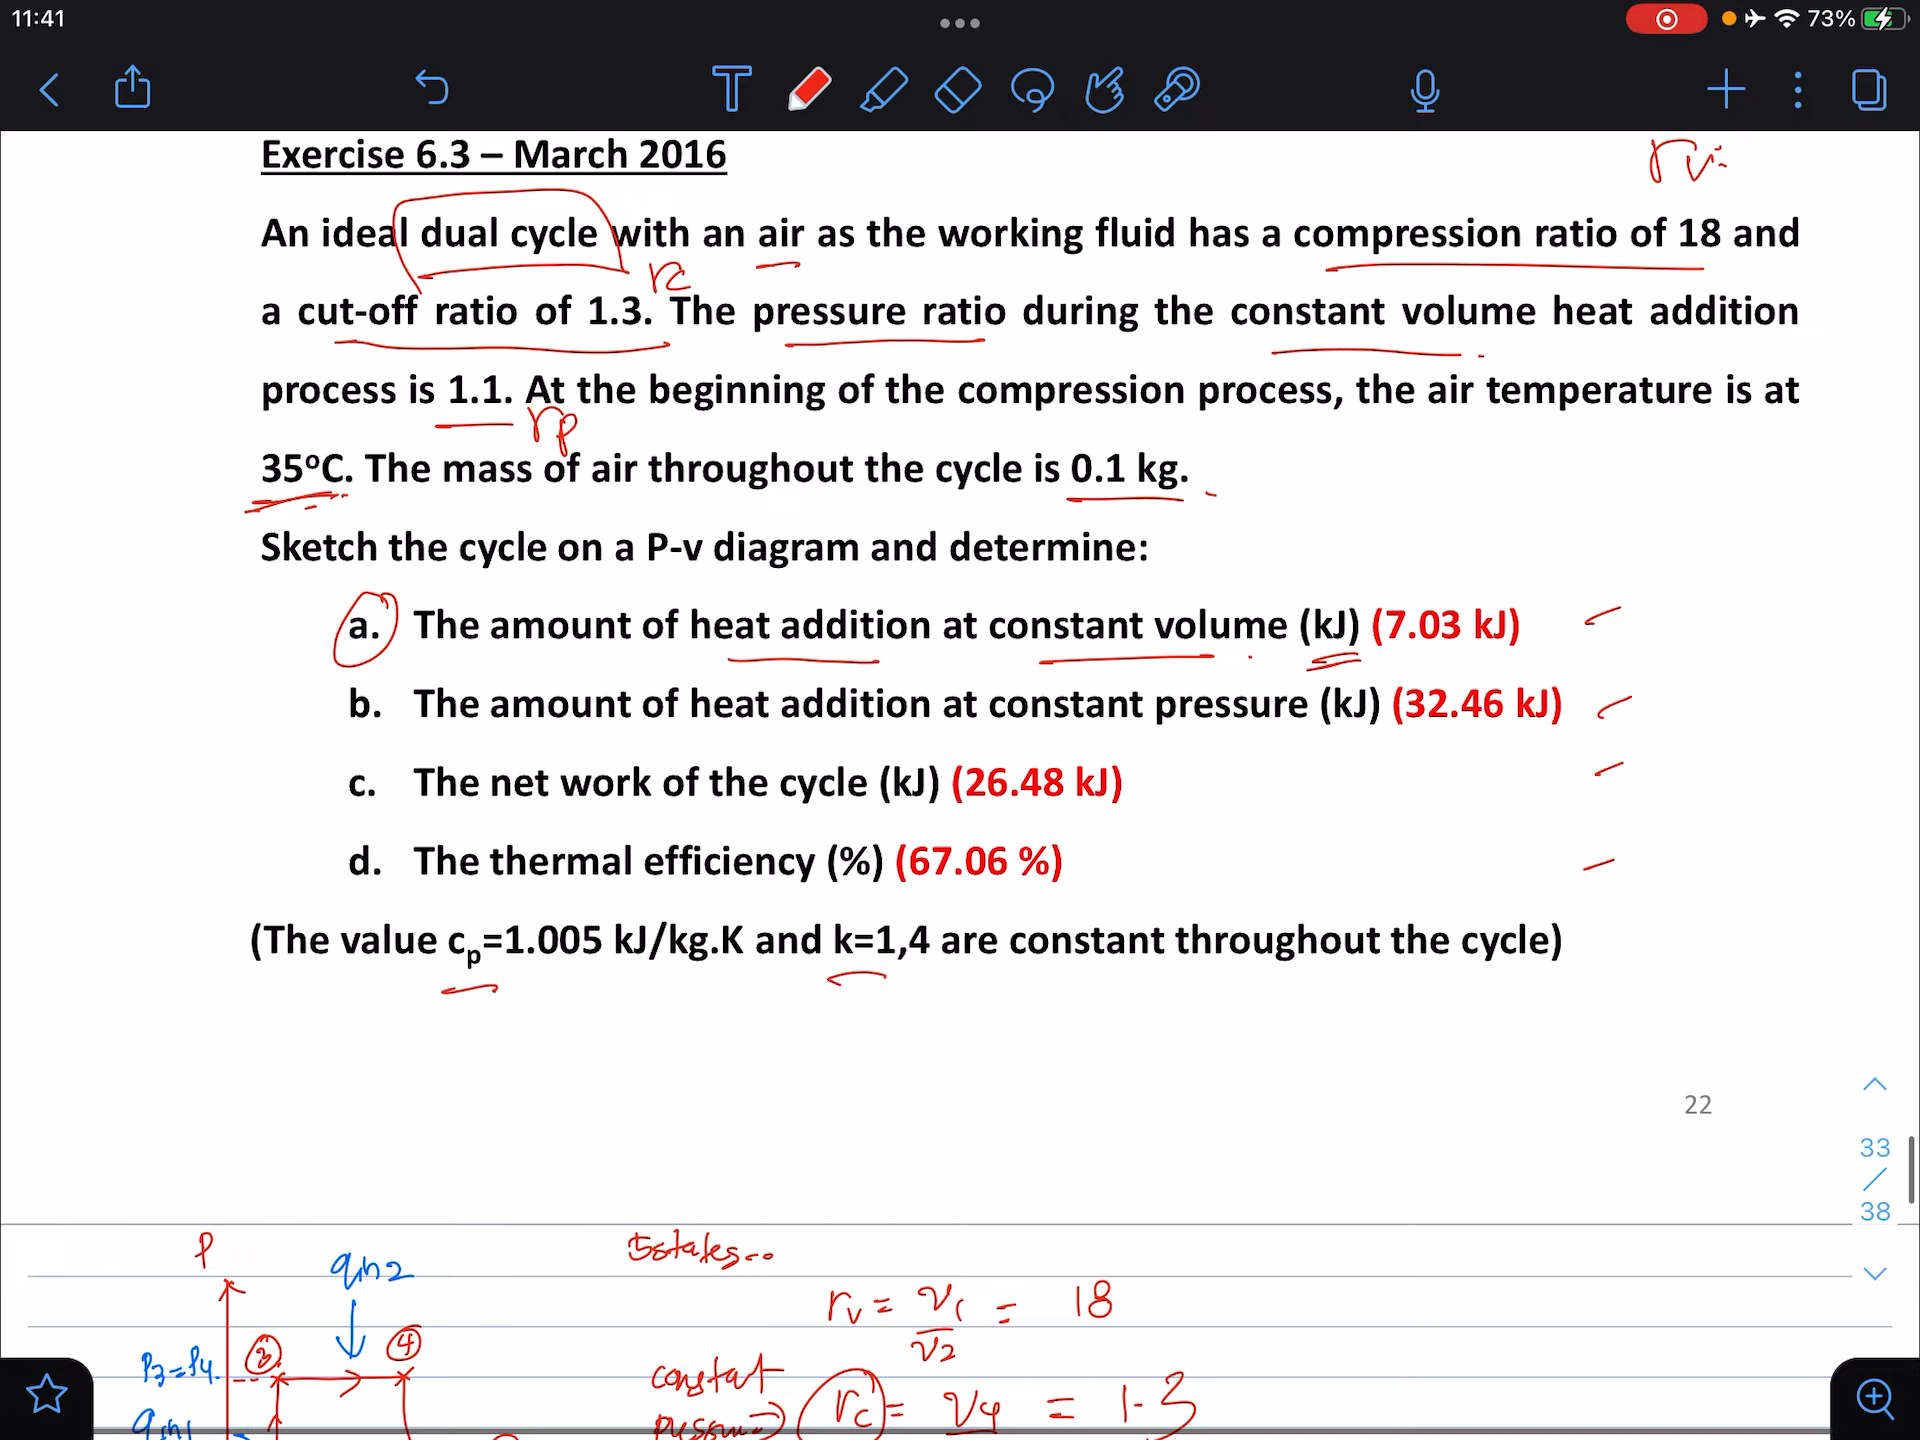 11:41
73%
Exercise 6.3 – March 2016
rv=
An ideal dual cycle with an air as the working fluid has a compression ratio of 18 and
rc
a cut-off ratio of 1.3. The pressure ratio during the constant volume heat addition
process is 1.1. At the beginning of the compression process, the air temperature is at
rp
35°C. The mass of air throughout the cycle is 0.1 kg.
Sketch the cycle on a P-v diagram and determine:
a. The amount of heat addition at constant volume (kJ) (7.03 kJ)
b. The amount of heat addition at constant pressure (kJ) (32.46 kJ)
c. The net work of the cycle (kJ) (26.48 kJ)
d. The thermal efficiency (%) (67.06 %)
(The value cp=1.005 kJ/kg.K and k=1,4 are constant throughout the cycle)
22
33
/
38
P
qin2
5states...
rv = v1 = 18
v2
P3=P4
3
4
constat
rc = v4 = 1.3
qin1